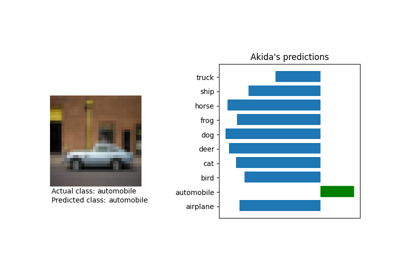 Akida's predictions
truck
ship
horse
frog
dog
deer
cat
bird
automobile
airplane
Actual class: automobile
Predicted class: automobile